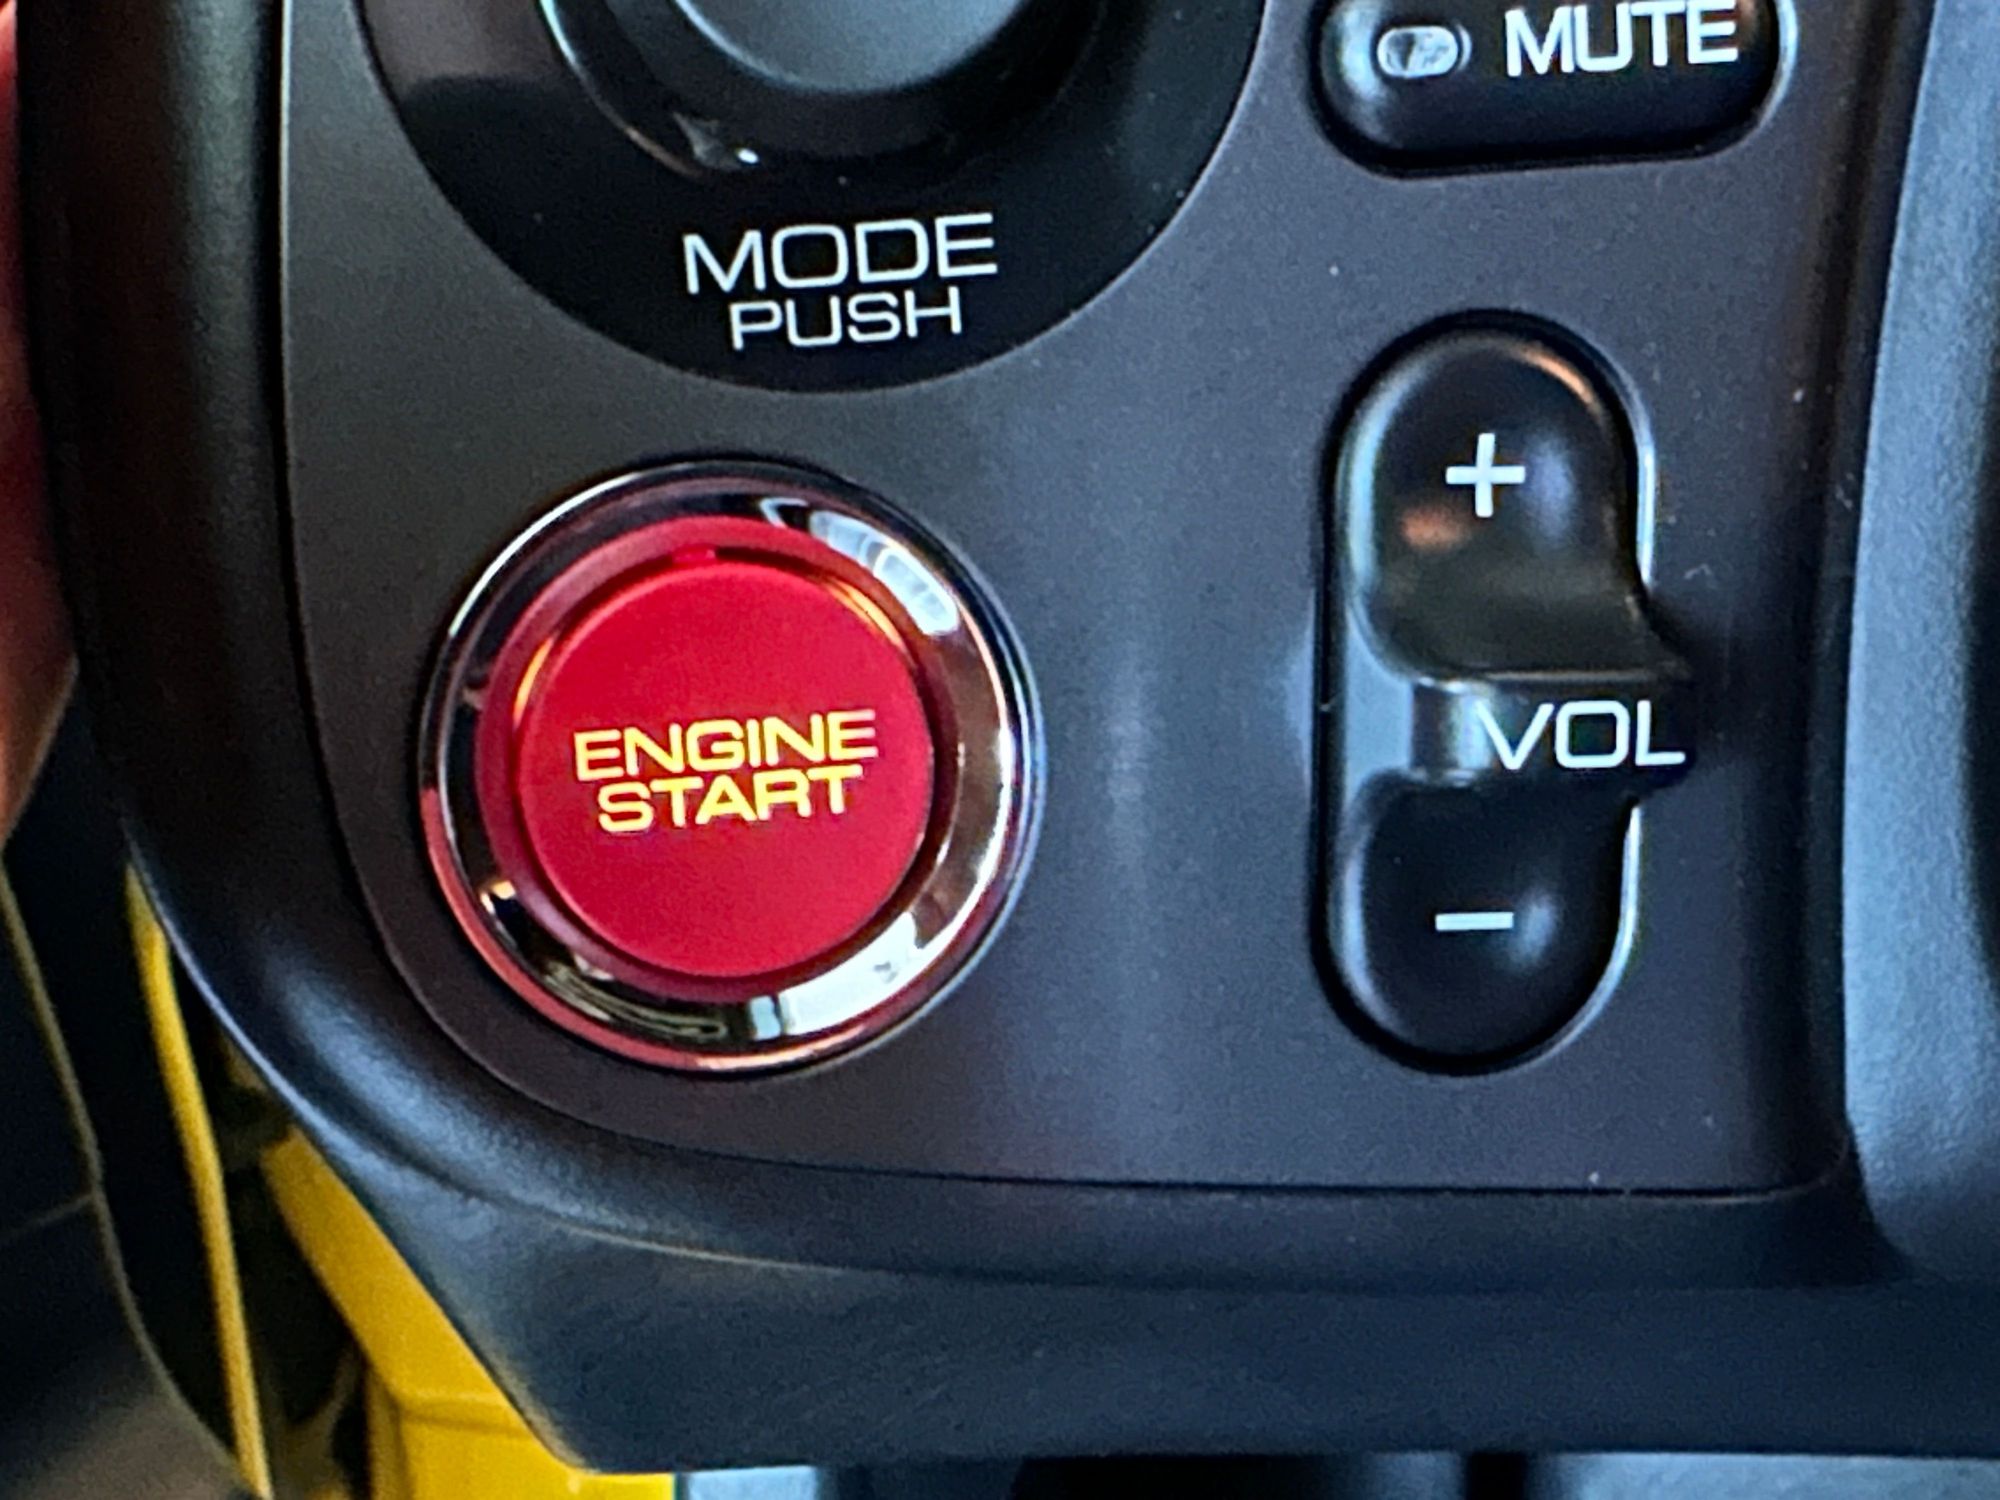 MUTE
MODE
PUSH
+
VOL
−
ENGINE
START